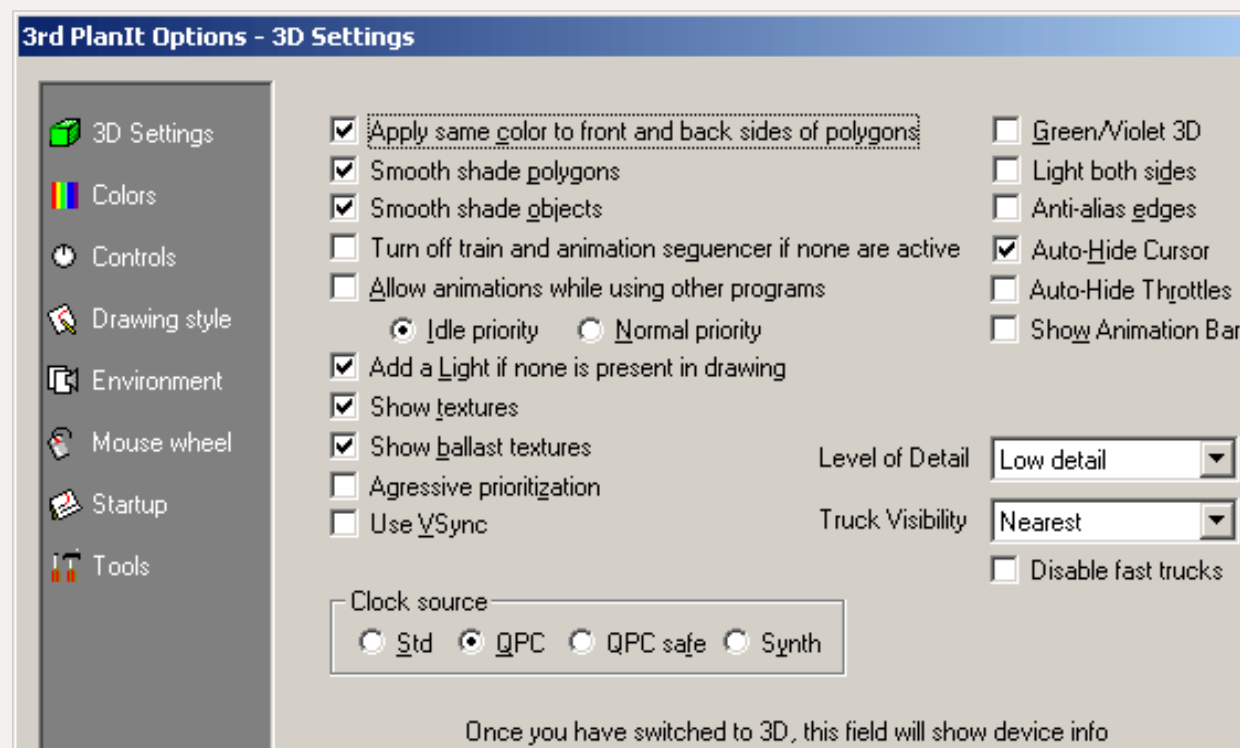 3rd PlanIt Options - 3D Settings
3D Settings
Colors
Controls
Drawing style
Environment
Mouse wheel
Startup
Tools
Apply same color to front and back sides of polygons
Smooth shade polygons
Smooth shade objects
Turn off train and animation seguencer if none are active
Allow animations while using other programs
Idle priority Normal priority
Add a Light if none is present in drawing
Show textures
Show ballast textures
Agressive prioritization
Use VSync
Green/Violet 3D
Light both sides
Anti-alias edges
Auto-Hide Cursor
Auto-Hide Throttles
Show Animation Bar
Level of Detail Low detail
Truck Visibility Nearest
Disable fast trucks
Clock source
Std QPC QPC safe Synth
Once you have switched to 3D, this field will show device info